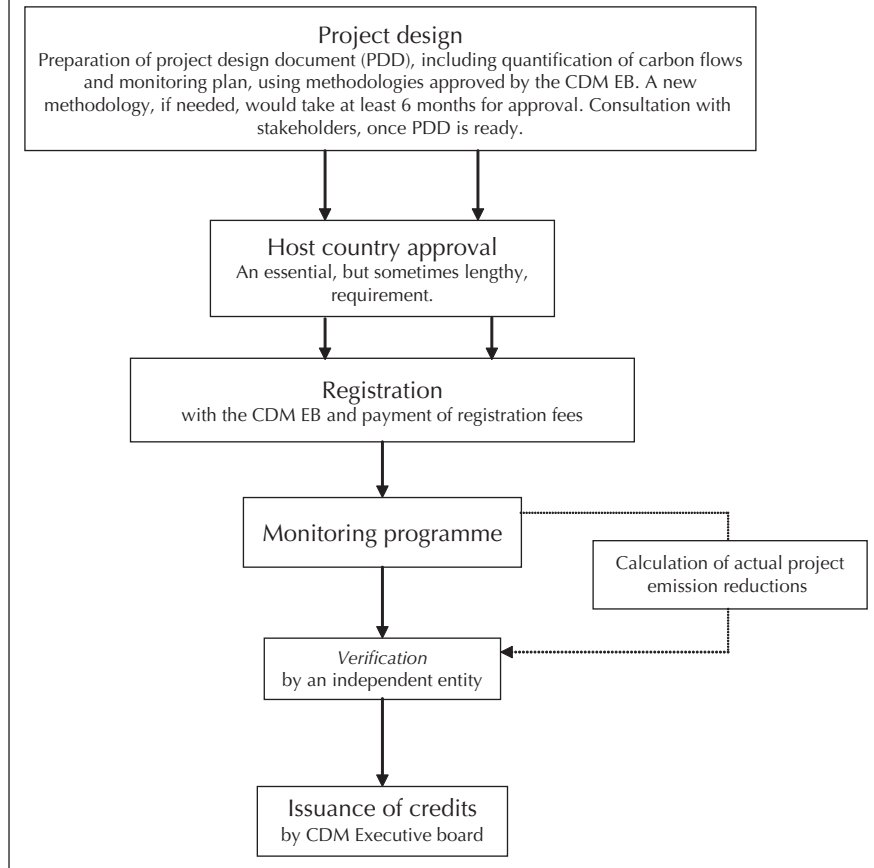 Project design
Preparation of project design document (PDD), including quantification of carbon flows
and monitoring plan, using methodologies approved by the CDM EB. A new
methodology, if needed, would take at least 6 months for approval. Consultation with
stakeholders, once PDD is ready.
Host country approval
An essential, but sometimes lengthy,
requirement.
Registration
with the CDM EB and payment of registration fees
Monitoring programme
Calculation of actual project
emission reductions
Verification
by an independent entity
Issuance of credits
by CDM Executive board